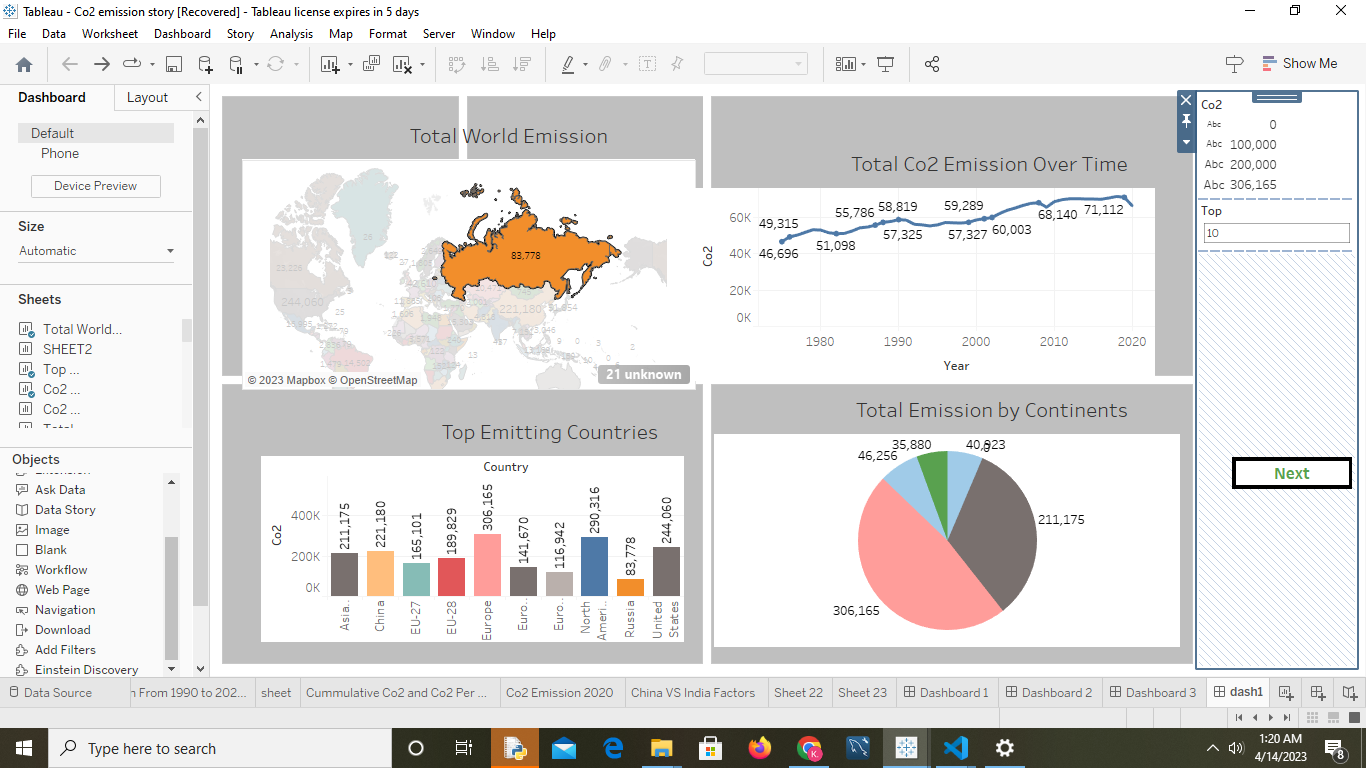 Tableau - Co2 emission story [Recovered] - Tableau license expires in 5 days
File Data Worksheet Dashboard Story Analysis Map Format Server Window Help
Show Me
Dashboard Layout
Default
Phone
Device Preview
Size
Automatic
Sheets
Total World...
SHEET2
Top ...
Co2 ...
Co2 ...
Objects
Ask Data
Data Story
Image
Blank
Workflow
Web Page
Navigation
Download
Add Filters
Einstein Discovery
Total World Emission
83,778
244,060
221,180
21 unknown
© 2023 Mapbox © OpenStreetMap
Total Co2 Emission Over Time
Co2
60K
40K
20K
0K
49,315
46,696
51,098
55,786
58,819
57,325
59,289
57,327
60,003
68,140
71,112
1980 1990 2000 2010 2020
Year
Top Emitting Countries
Country
Co2
400K
200K
0K
211,175
221,180
165,101
189,829
306,165
141,670
116,942
290,316
83,778
244,060
Asia..
China
EU-27
EU-28
Europe
Euro..
Euro..
North
Ameri..
Russia
United
States
Total Emission by Continents
35,880
46,256
40,923
0
211,175
306,165
Co2
Abc 0
Abc 100,000
Abc 200,000
Abc 306,165
Top
10
Next
Data Source n From 1990 to 202... sheet Cummulative Co2 and Co2 Per ... Co2 Emission 2020 China VS India Factors Sheet 22 Sheet 23 Dashboard 1 Dashboard 2 Dashboard 3 dash1
Type here to search
K
1:20 AM
4/14/2023
8